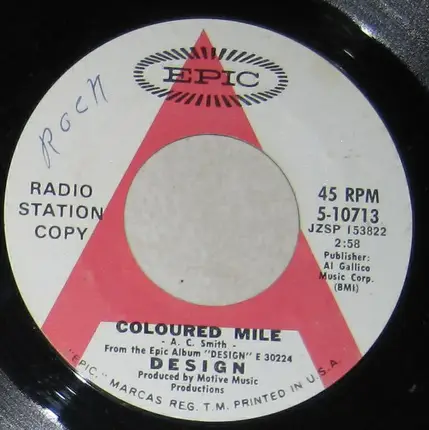 EPIC
Rock
RADIO
STATION
COPY
45 RPM
5-10713
JZSP 153822
2:58
Publisher:
Al Gallico
Music Corp.
(BMI)
COLOURED MILE
- A. C. Smith -
From the Epic Album "DESIGN" E 30224
DESIGN
Produced by Motive Music
Productions
"EPIC," MARCAS REG. T.M. PRINTED IN U.S.A.